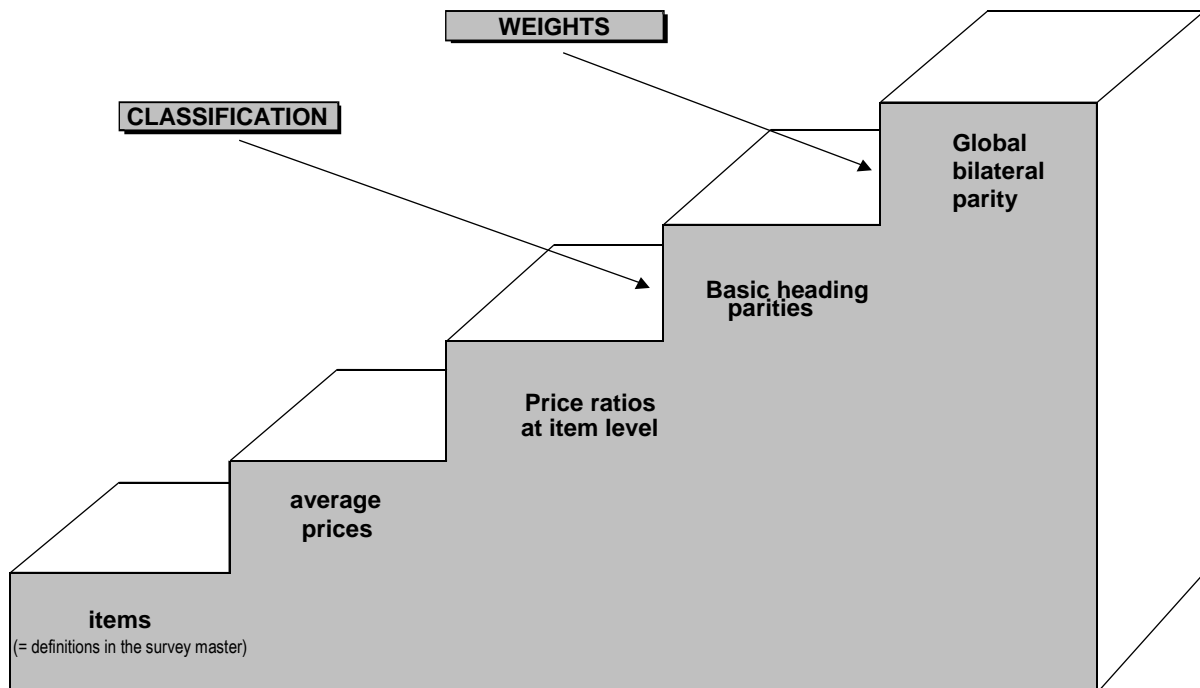 WEIGHTS
CLASSIFICATION
Global
bilateral
parity
Basic heading
parities
Price ratios
at item level
average
prices
items
(= definitions in the survey master)